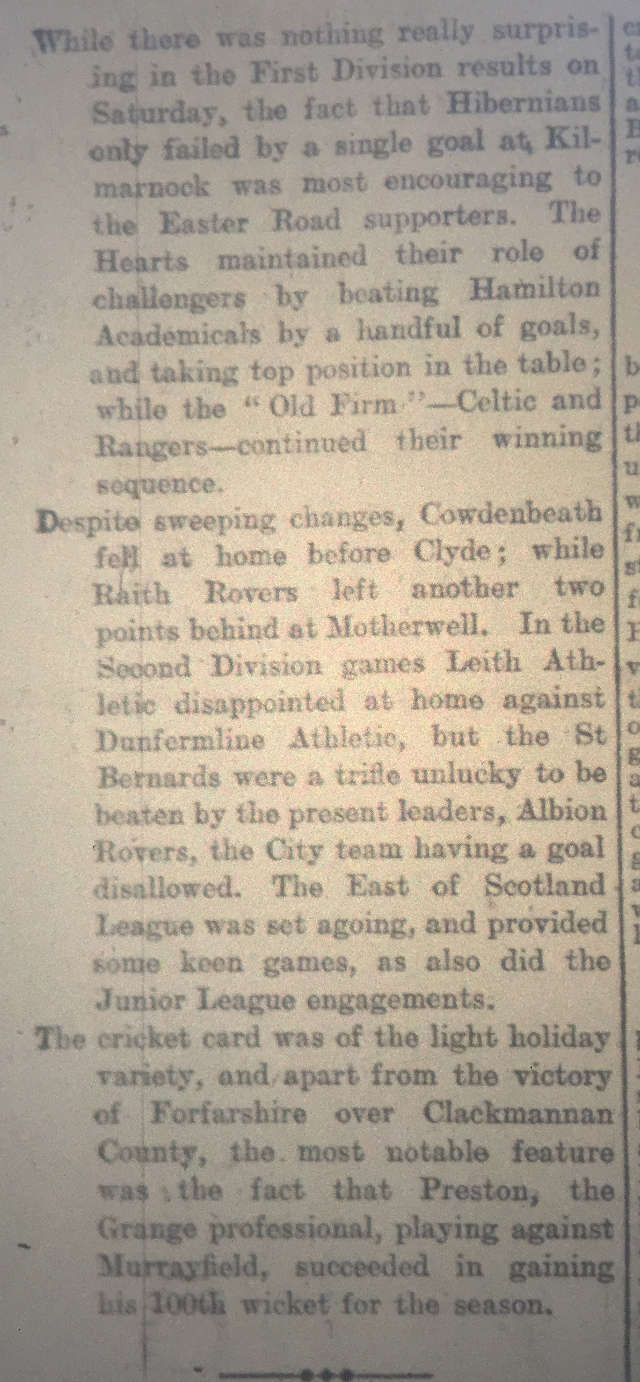 While there was nothing really surpris-
ing in the First Division results on
Saturday, the fact that Hibernians
only failed by a single goal at Kil-
marnock was most encouraging to
the Easter Road supporters. The
Hearts maintained their role of
challengers by beating Hamilton
Academicals by a handful of goals,
and taking top position in the table;
while the "Old Firm"—Celtic and
Rangers—continued their winning
sequence.
Despite sweeping changes, Cowdenbeath
fell at home before Clyde; while
Raith Rovers left another two
points behind at Motherwell. In the
Second Division games Leith Ath-
letic disappointed at home against
Dunfermline Athletic, but the St
Bernards were a trifle unlucky to be
beaten by the present leaders, Albion
Rovers, the City team having a goal
disallowed. The East of Scotland
League was set agoing, and provided
some keen games, as also did the
Junior League engagements.
The cricket card was of the light holiday
variety, and apart from the victory
of Forfarshire over Clackmannan
County, the most notable feature
was the fact that Preston, the
Grange professional, playing against
Murrayfield, succeeded in gaining
his 100th wicket for the season.